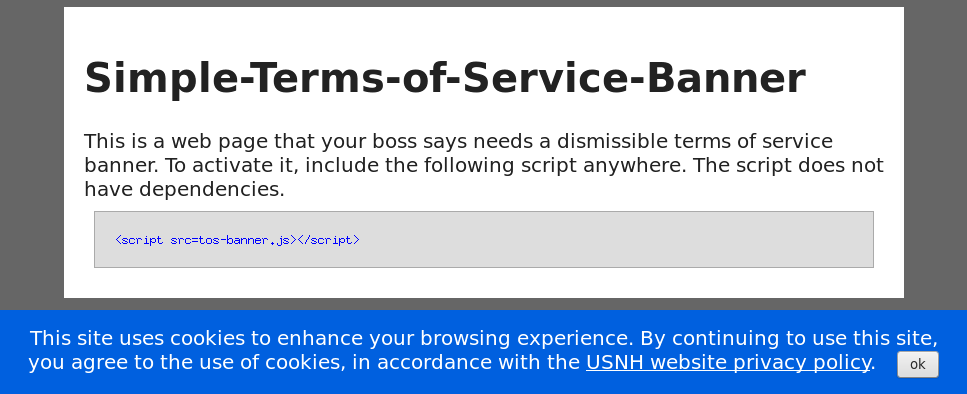 Simple-Terms-of-Service-Banner
This is a web page that your boss says needs a dismissible terms of service
banner. To activate it, include the following script anywhere. The script does not
have dependencies.
<script src=tos-banner.js></script>
This site uses cookies to enhance your browsing experience. By continuing to use this site,
you agree to the use of cookies, in accordance with the USNH website privacy policy. ok